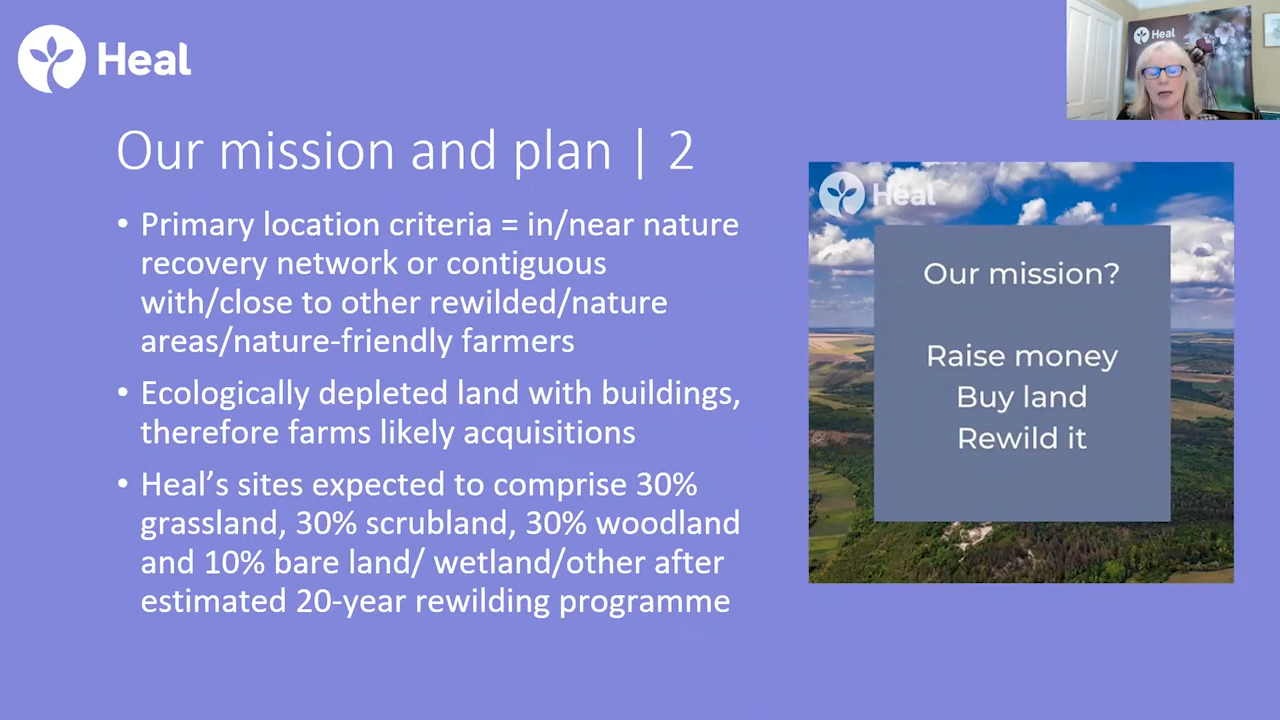 Heal
Heal
Our mission and plan | 2
• Primary location criteria = in/near nature
recovery network or contiguous
with/close to other rewilded/nature
areas/nature-friendly farmers
• Ecologically depleted land with buildings,
therefore farms likely acquisitions
• Heal’s sites expected to comprise 30%
grassland, 30% scrubland, 30% woodland
and 10% bare land/ wetland/other after
estimated 20-year rewilding programme
Heal
Our mission?
Raise money
Buy land
Rewild it